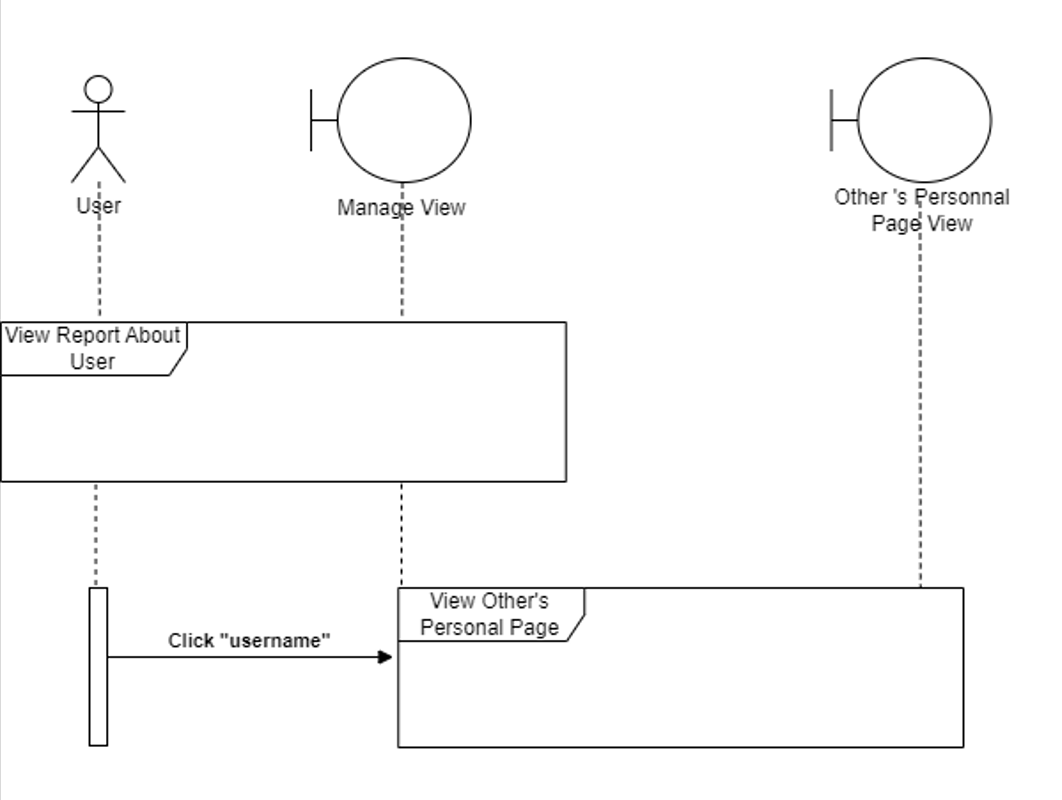 User
Manage View
Other 's Personnal
Page View
View Report About
User
View Other's
Personal Page
Click "username"